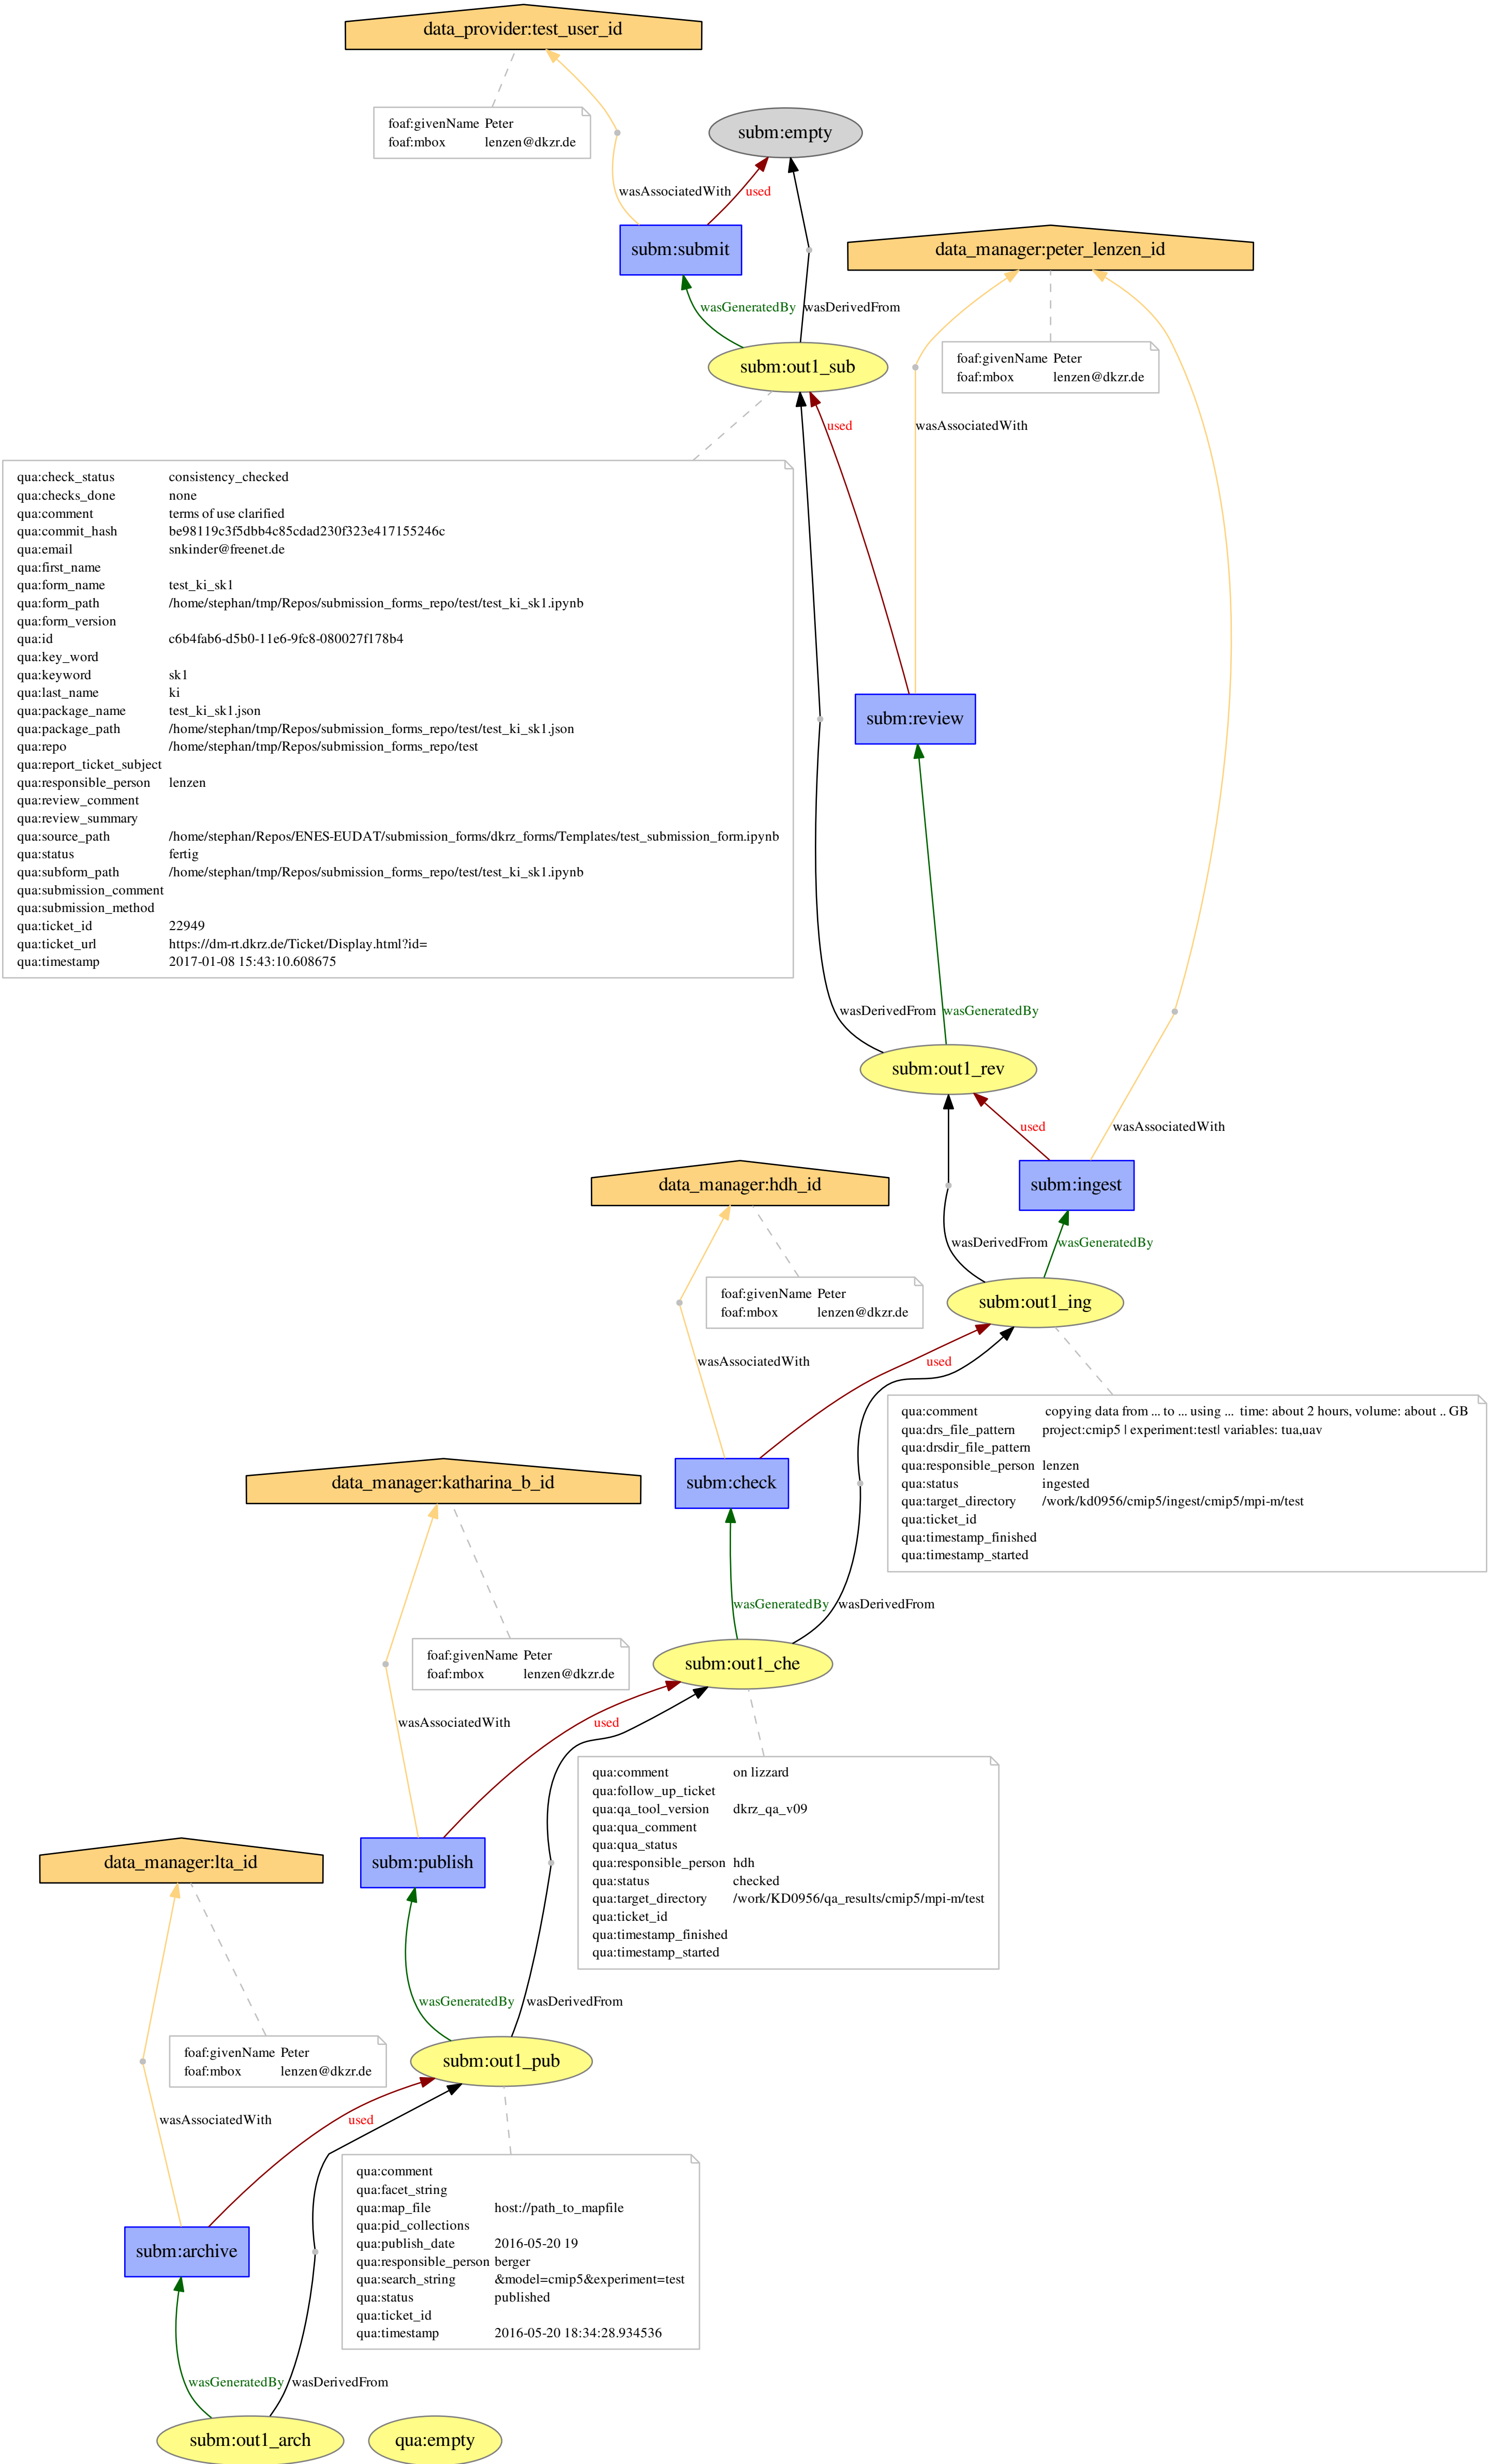 data_provider:test_user_id
foaf:givenName Peter
foaf:mbox lenzen@dkzr.de
subm:empty
wasAssociatedWith
used
subm:submit
data_manager:peter_lenzen_id
wasGeneratedBy
wasDerivedFrom
foaf:givenName Peter
foaf:mbox lenzen@dkzr.de
subm:out1_sub
used
wasAssociatedWith
qua:check_status consistency_checked
qua:checks_done none
qua:comment terms of use clarified
qua:commit_hash be98119c3f5dbb4c85cdad230f323e417155246c
qua:email snkinder@freenet.de
qua:first_name
qua:form_name test_ki_sk1
qua:form_path /home/stephan/tmp/Repos/submission_forms_repo/test/test_ki_sk1.ipynb
qua:form_version
qua:id c6b4fab6-d5b0-11e6-9fc8-080027f178b4
qua:key_word
qua:keyword sk1
qua:last_name ki
qua:package_name test_ki_sk1.json
qua:package_path /home/stephan/tmp/Repos/submission_forms_repo/test/test_ki_sk1.json
qua:repo /home/stephan/tmp/Repos/submission_forms_repo/test
qua:report_ticket_subject
qua:responsible_person lenzen
qua:review_comment
qua:review_summary
qua:source_path /home/stephan/Repos/ENES-EUDAT/submission_forms/dkrz_forms/Templates/test_submission_form.ipynb
qua:status fertig
qua:subform_path /home/stephan/tmp/Repos/submission_forms_repo/test/test_ki_sk1.ipynb
qua:submission_comment
qua:submission_method
qua:ticket_id 22949
qua:ticket_url https://dm-rt.dkrz.de/Ticket/Display.html?id=
qua:timestamp 2017-01-08 15:43:10.608675
subm:review
wasDerivedFrom
wasGeneratedBy
subm:out1_rev
used
wasAssociatedWith
data_manager:hdh_id
subm:ingest
wasDerivedFrom
wasGeneratedBy
foaf:givenName Peter
foaf:mbox lenzen@dkzr.de
subm:out1_ing
wasAssociatedWith
used
qua:comment copying data from ... to ... using ... time: about 2 hours, volume: about .. GB
qua:drs_file_pattern project:cmip5 | experiment:test| variables: tua,uav
qua:drsdir_file_pattern
qua:responsible_person lenzen
qua:status ingested
qua:target_directory /work/kd0956/cmip5/ingest/cmip5/mpi-m/test
qua:ticket_id
qua:timestamp_finished
qua:timestamp_started
data_manager:katharina_b_id
subm:check
wasGeneratedBy
wasDerivedFrom
foaf:givenName Peter
foaf:mbox lenzen@dkzr.de
subm:out1_che
wasAssociatedWith
used
qua:comment on lizzard
qua:follow_up_ticket
qua:qa_tool_version dkrz_qa_v09
qua:qua_comment
qua:qua_status
qua:responsible_person hdh
qua:status checked
qua:target_directory /work/KD0956/qa_results/cmip5/mpi-m/test
qua:ticket_id
qua:timestamp_finished
qua:timestamp_started
data_manager:lta_id
subm:publish
wasGeneratedBy
wasDerivedFrom
foaf:givenName Peter
foaf:mbox lenzen@dkzr.de
subm:out1_pub
wasAssociatedWith
used
qua:comment
qua:facet_string
qua:map_file host://path_to_mapfile
qua:pid_collections
qua:publish_date 2016-05-20 19
qua:responsible_person berger
qua:search_string &model=cmip5&experiment=test
qua:status published
qua:ticket_id
qua:timestamp 2016-05-20 18:34:28.934536
subm:archive
wasGeneratedBy
wasDerivedFrom
subm:out1_arch
qua:empty